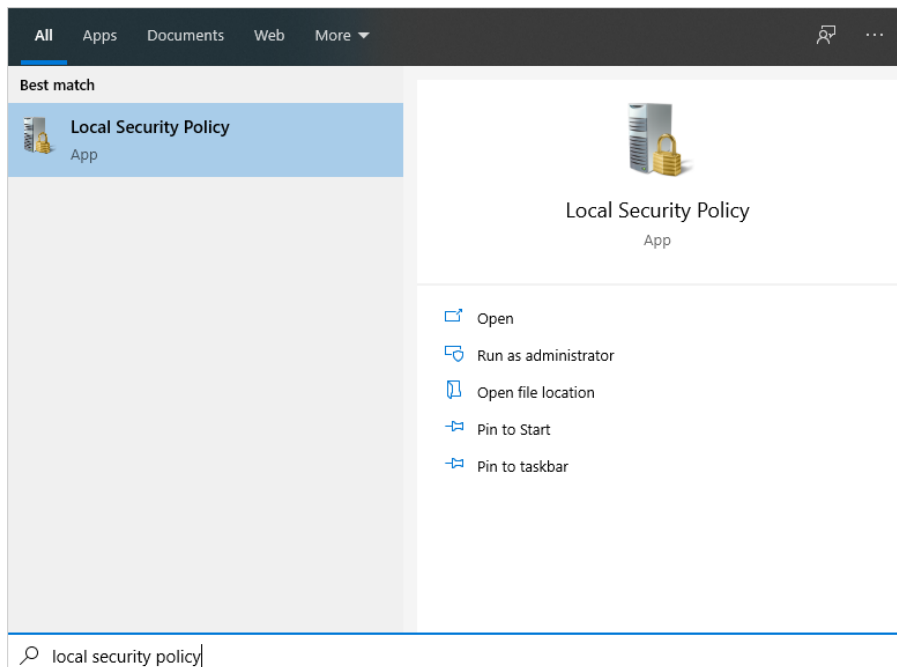 All Apps Documents Web More
Best match
Local Security Policy
App
Local Security Policy
App
Open
Run as administrator
Open file location
Pin to Start
Pin to taskbar
local security policy